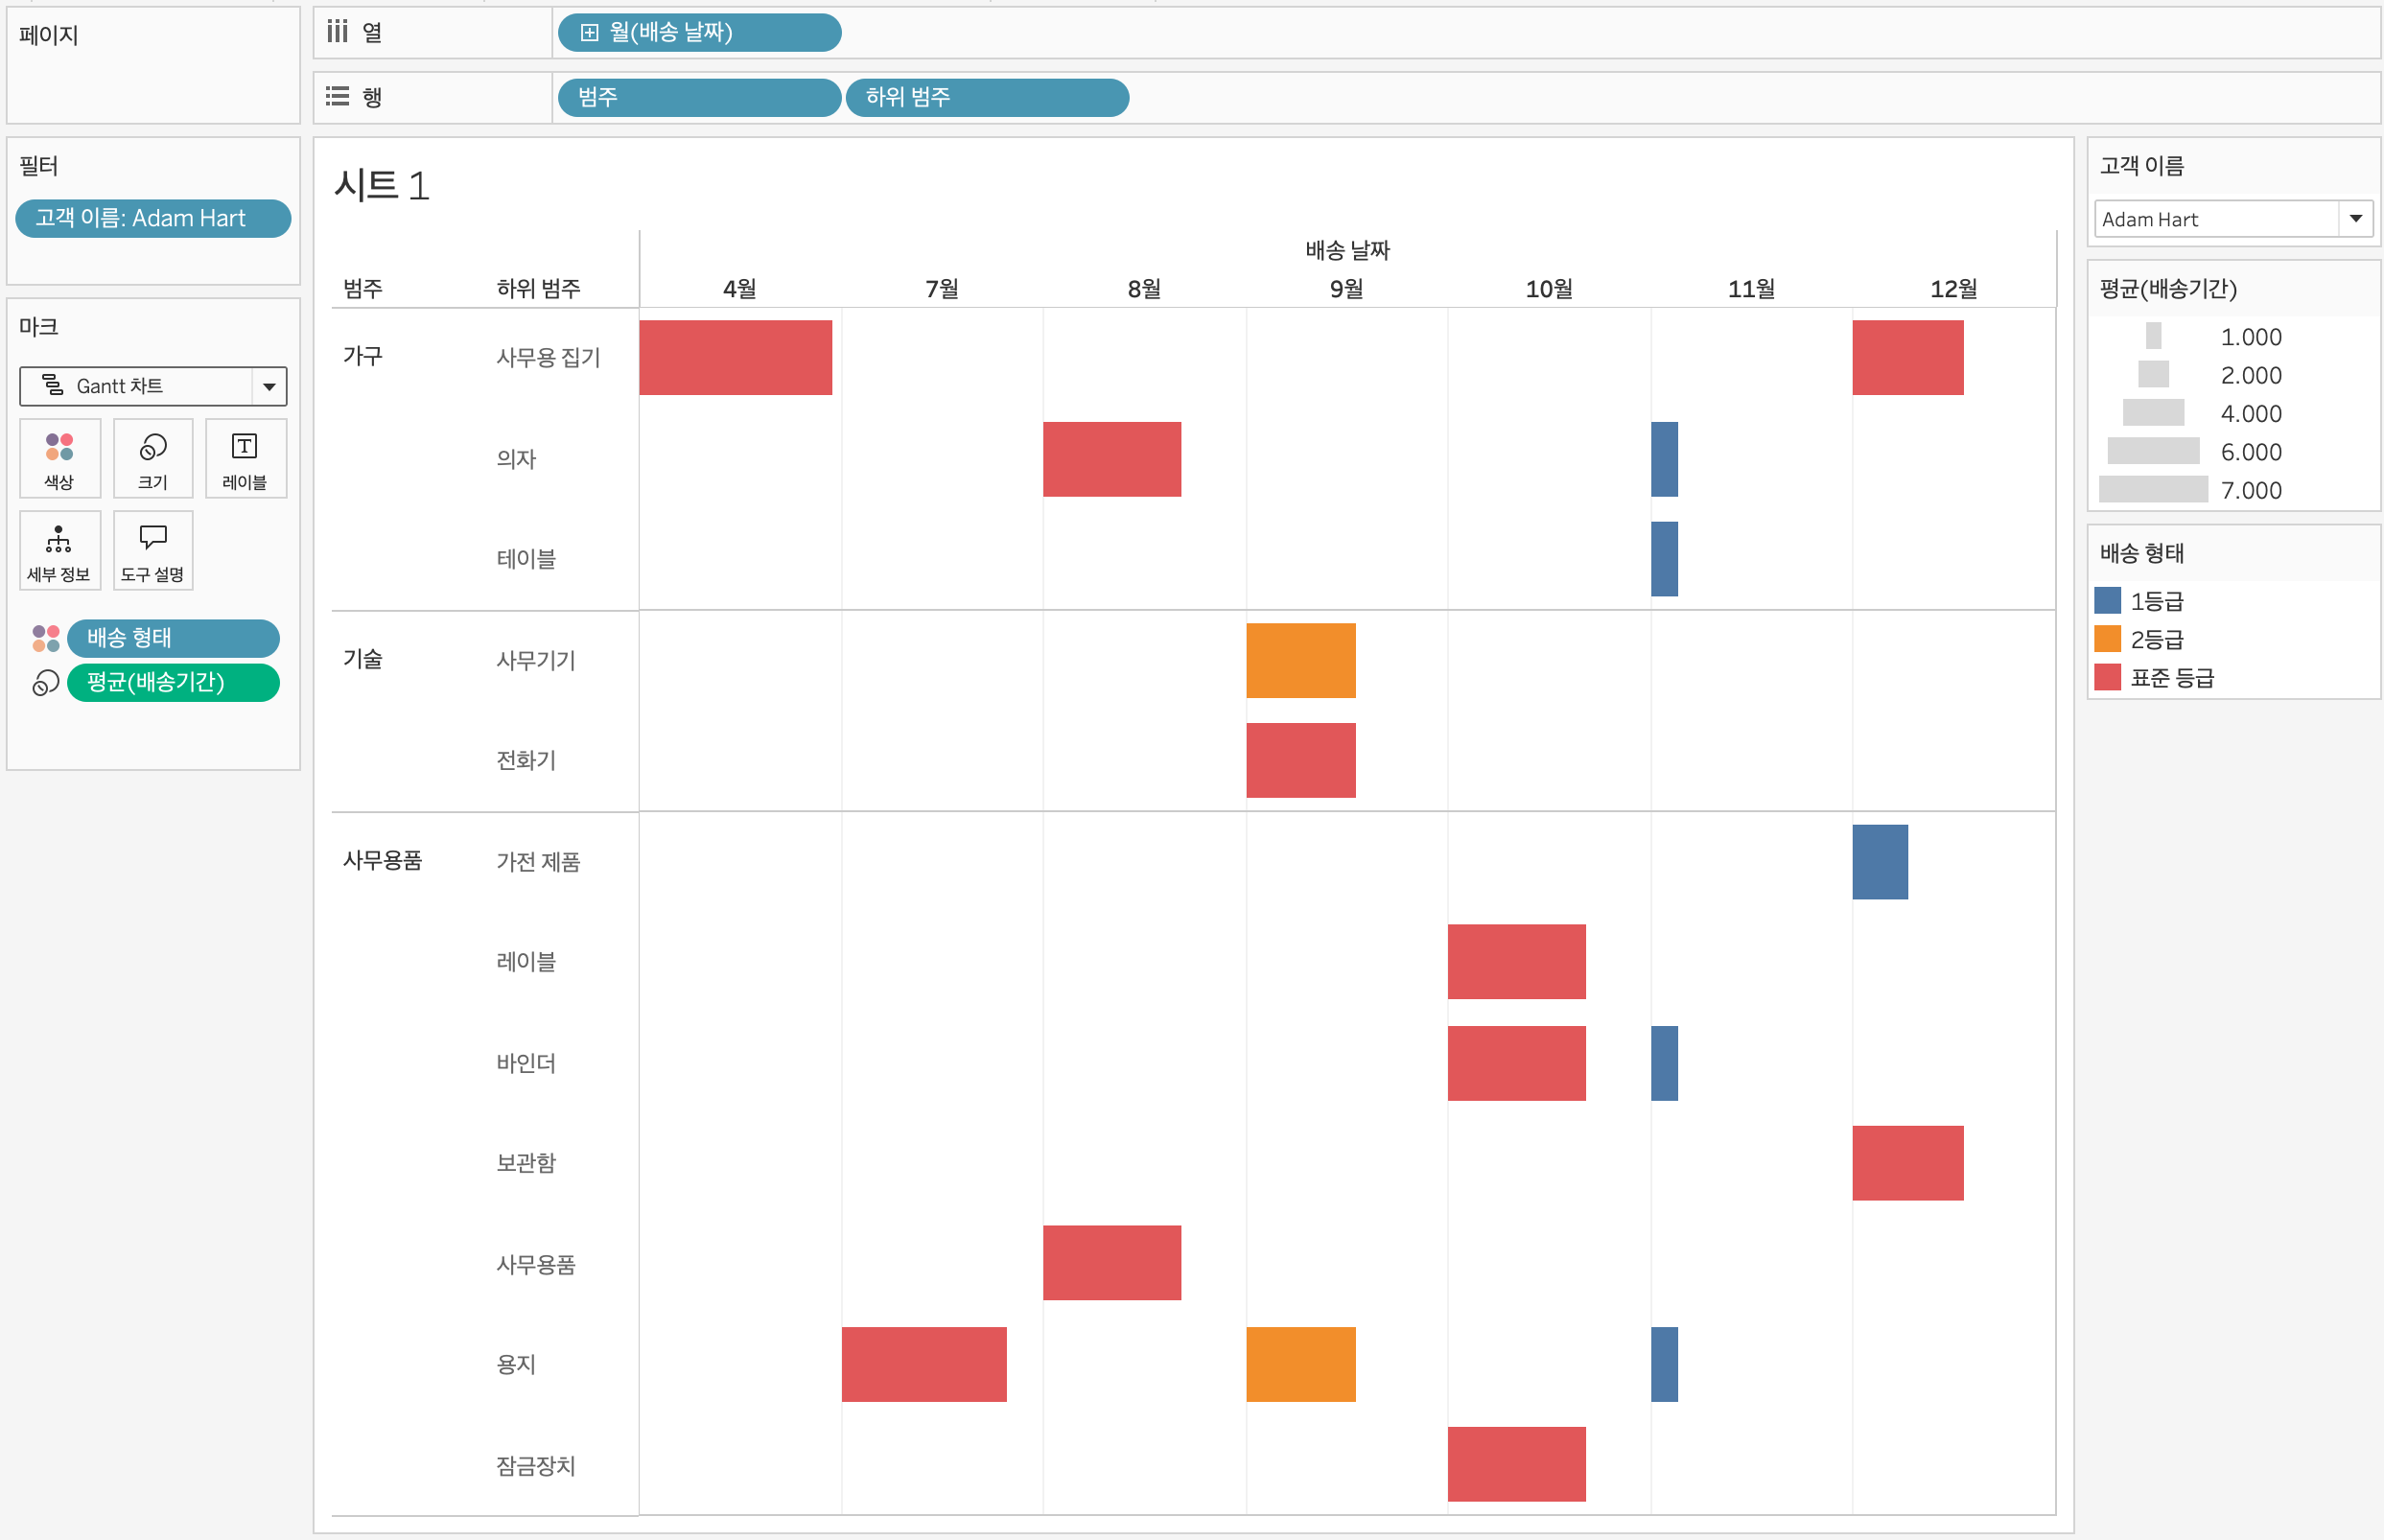 페이지
열
월(배송 날짜)
행
범주
하위 범주
필터
고객 이름: Adam Hart
마크
Gantt 차트
색상
크기
레이블
세부 정보
도구 설명
배송 형태
평균(배송기간)
시트 1
배송 날짜
범주 하위 범주 4월 7월 8월 9월 10월 11월 12월
가구 사무용 집기
의자
테이블
기술 사무기기
전화기
사무용품 가전 제품
레이블
바인더
보관함
사무용품
용지
잠금장치
고객 이름
Adam Hart
평균(배송기간)
1.000
2.000
4.000
6.000
7.000
배송 형태
1등급
2등급
표준 등급